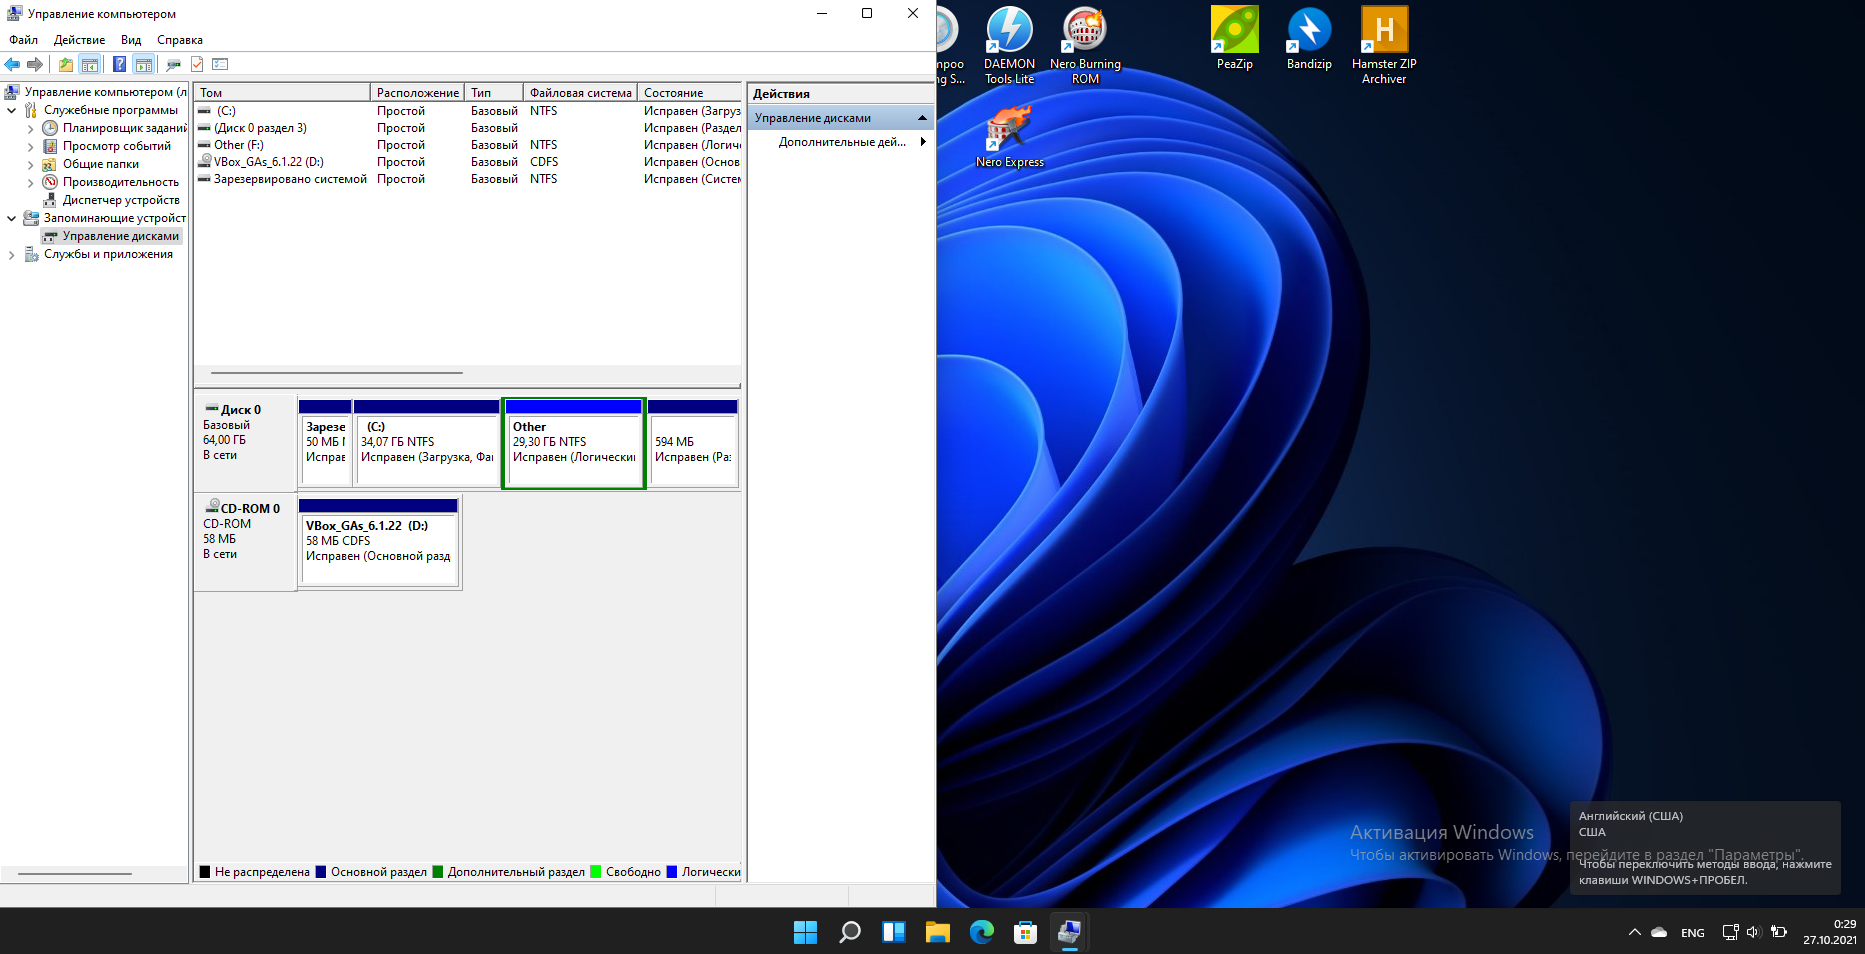 Управление компьютером
Файл Действие Вид Справка
Управление компьютером (л
Служебные программы
Планировщик заданий
Просмотр событий
Общие папки
Производительность
Диспетчер устройств
Запоминающие устройст
Управление дисками
Службы и приложения
Том Расположение Тип Файловая система Состояние
(C:) Простой Базовый NTFS Исправен (Загруз
(Диск 0 раздел 3) Простой Базовый Исправен (Раздел
Other (F:) Простой Базовый NTFS Исправен (Логич
VBox_GAs_6.1.22 (D:) Простой Базовый CDFS Исправен (Основ
Зарезервировано системой Простой Базовый NTFS Исправен (Систем
Действия
Управление дисками
Дополнительные дей...
Диск 0
Базовый
64,00 ГБ
В сети
Зарезе
50 МБ
Исправ
(C:)
34,07 ГБ NTFS
Исправен (Загрузка, Фа
Other
29,30 ГБ NTFS
Исправен (Логически
594 МБ
Исправен (Ра
CD-ROM 0
CD-ROM
58 МБ
В сети
VBox_GAs_6.1.22 (D:)
58 МБ CDFS
Исправен (Основной разд
Не распределена Основной раздел Дополнительный раздел Свободно Логически
mpoo
ng S...
DAEMON
Tools Lite
Nero Burning
ROM
PeaZip
Bandizip
Hamster ZIP
Archiver
Nero Express
Активация Windows
Чтобы активировать Windows, перейдите в раздел "Параметры".
Английский (США)
США
Чтобы переключить методы ввода, нажмите
клавиши WINDOWS+ПРОБЕЛ.
ENG
0:29
27.10.2021